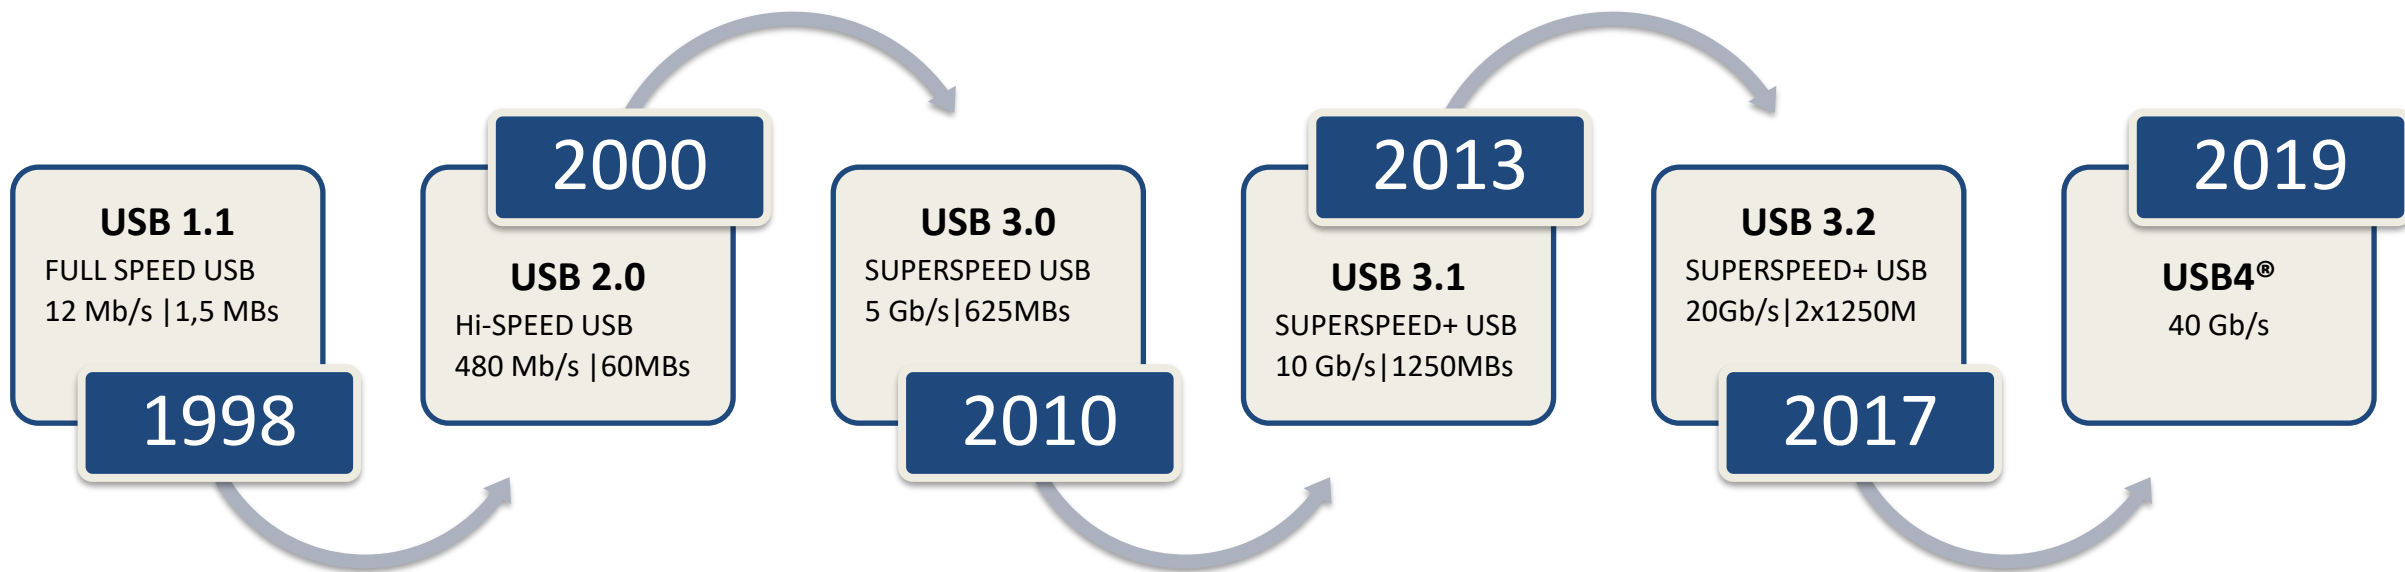 USB 1.1
FULL SPEED USB
12 Mb/s |1,5 MBs
1998
2000
USB 2.0
Hi-SPEED USB
480 Mb/s |60MBs
USB 3.0
SUPERSPEED USB
5 Gb/s|625MBs
2010
2013
USB 3.1
SUPERSPEED+ USB
10 Gb/s|1250MBs
USB 3.2
SUPERSPEED+ USB
20Gb/s|2x1250M
2017
2019
USB4®
40 Gb/s